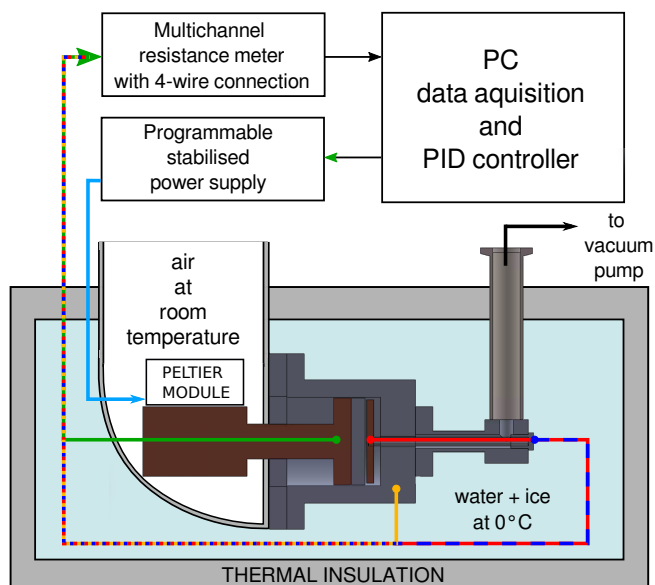 Multichannel
resistance meter
with 4-wire connection
PC
data aquisition
and
PID controller
Programmable
stabilised
power supply
to
vacuum
pump
air
at
room
temperature
PELTIER
MODULE
water + ice
at 0°C
THERMAL INSULATION